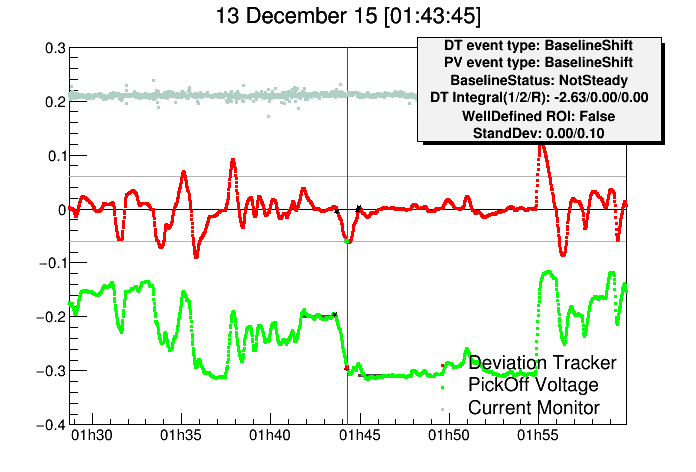 13 December 15 [01:43:45]
DT event type: BaselineShift
PV event type: BaselineShift
BaselineStatus: NotSteady
DT Integral(1/2/R): -2.63/0.00/0.00
WellDefined ROI: False
StandDev: 0.00/0.10
0.3
0.2
0.1
0
−0.1
−0.2
−0.3
−0.4
Deviation Tracker
PickOff Voltage
Current Monitor
01h30 01h35 01h40 01h45 01h50 01h55